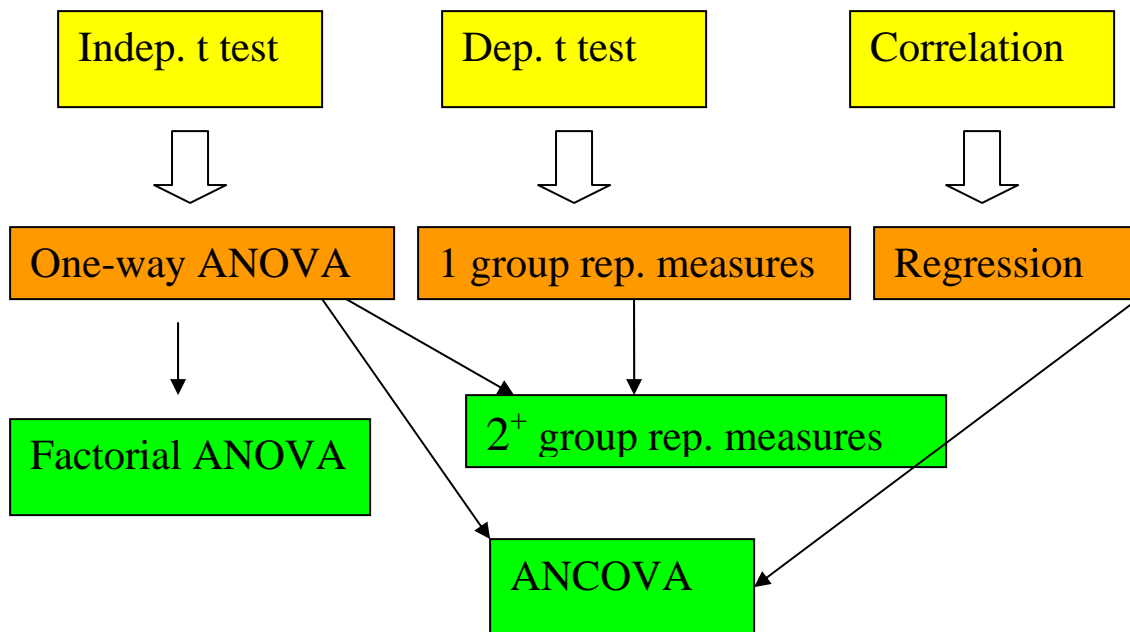 Indep. t test
Dep. t test
Correlation
One-way ANOVA
1 group rep. measures
Regression
Factorial ANOVA
2⁺ group rep. measures
ANCOVA